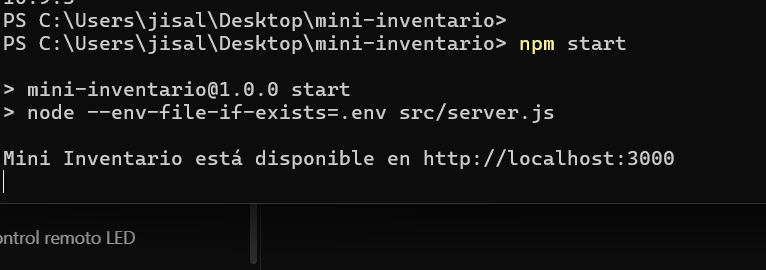 PS C:\Users\jisal\Desktop\mini-inventario>
PS C:\Users\jisal\Desktop\mini-inventario> npm start
> mini-inventario@1.0.0 start
> node --env-file-if-exists=.env src/server.js
Mini Inventario está disponible en http://localhost:3000
ontrol remoto LED